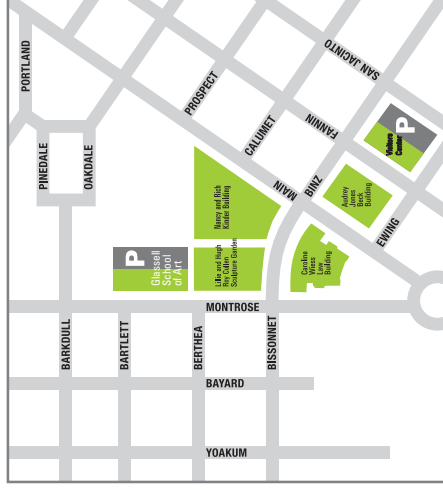 PORTLAND
SAN JACINTO
PROSPECT
CALUMET
FANNIN
PINEDALE
OAKDALE
P
Visitors
Center
MAIN
BINZ
Nancy and Rich
Kinder Building
Audrey
Jones
Beck
Building
EWING
P
Glassell
School
of Art
Lillie and Hugh
Roy Cullen
Sculpture Garden
Caroline
Wiess
Law
Building
MONTROSE
BARKDULL
BARTLETT
BERTHEA
BISSONNET
BAYARD
YOAKUM